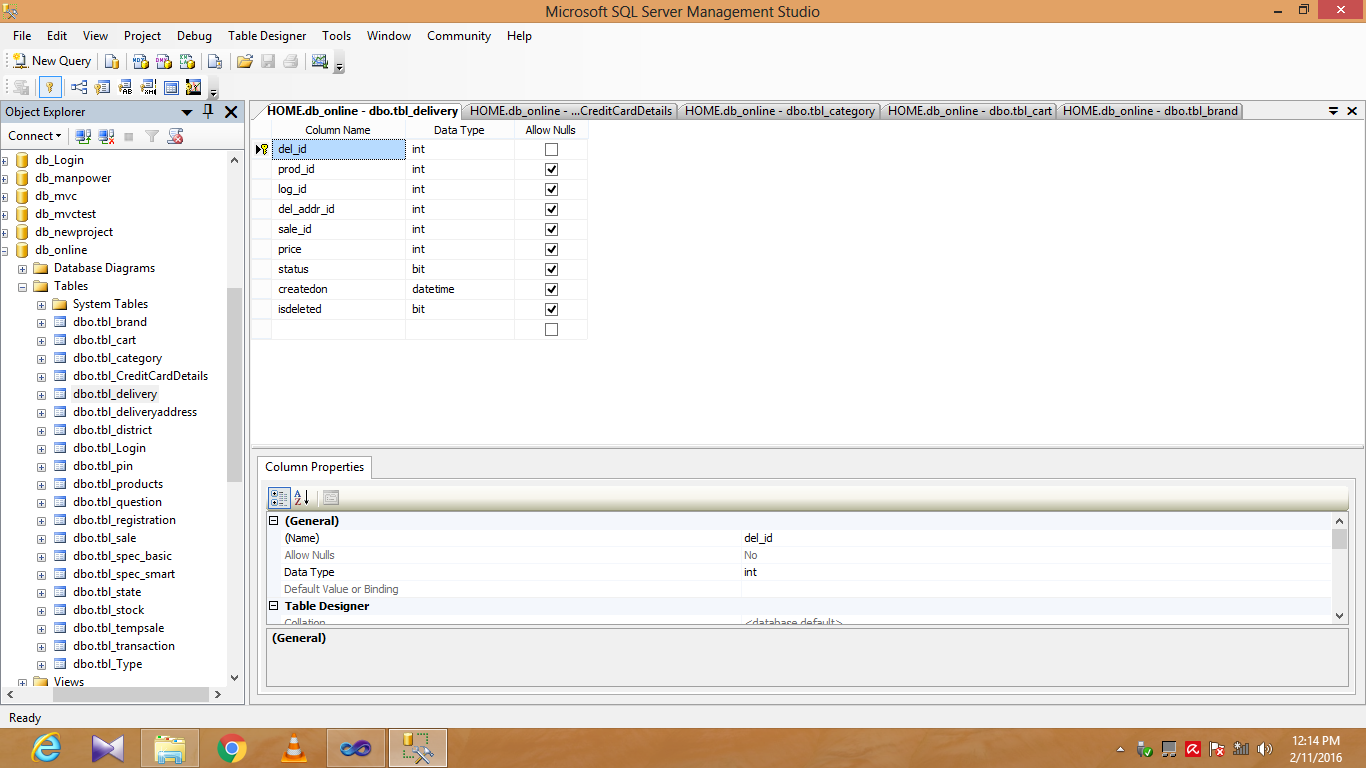 Microsoft SQL Server Management Studio
File Edit View Project Debug Table Designer Tools Window Community Help
New Query
Object Explorer
Connect
db_Login
db_manpower
db_mvc
db_mvctest
db_newproject
db_online
Database Diagrams
Tables
System Tables
dbo.tbl_brand
dbo.tbl_cart
dbo.tbl_category
dbo.tbl_CreditCardDetails
dbo.tbl_delivery
dbo.tbl_deliveryaddress
dbo.tbl_district
dbo.tbl_Login
dbo.tbl_pin
dbo.tbl_products
dbo.tbl_question
dbo.tbl_registration
dbo.tbl_sale
dbo.tbl_spec_basic
dbo.tbl_spec_smart
dbo.tbl_state
dbo.tbl_stock
dbo.tbl_tempsale
dbo.tbl_transaction
dbo.tbl_Type
Views
HOME.db_online - dbo.tbl_delivery HOME.db_online - ...CreditCardDetails HOME.db_online - dbo.tbl_category HOME.db_online - dbo.tbl_cart HOME.db_online - dbo.tbl_brand
Column Name Data Type Allow Nulls
del_id int
prod_id int
log_id int
del_addr_id int
sale_id int
price int
status bit
createdon datetime
isdeleted bit
Column Properties
(General)
(Name) del_id
Allow Nulls No
Data Type int
Default Value or Binding
Table Designer
Collation <database default>
(General)
Ready
12:14 PM
2/11/2016